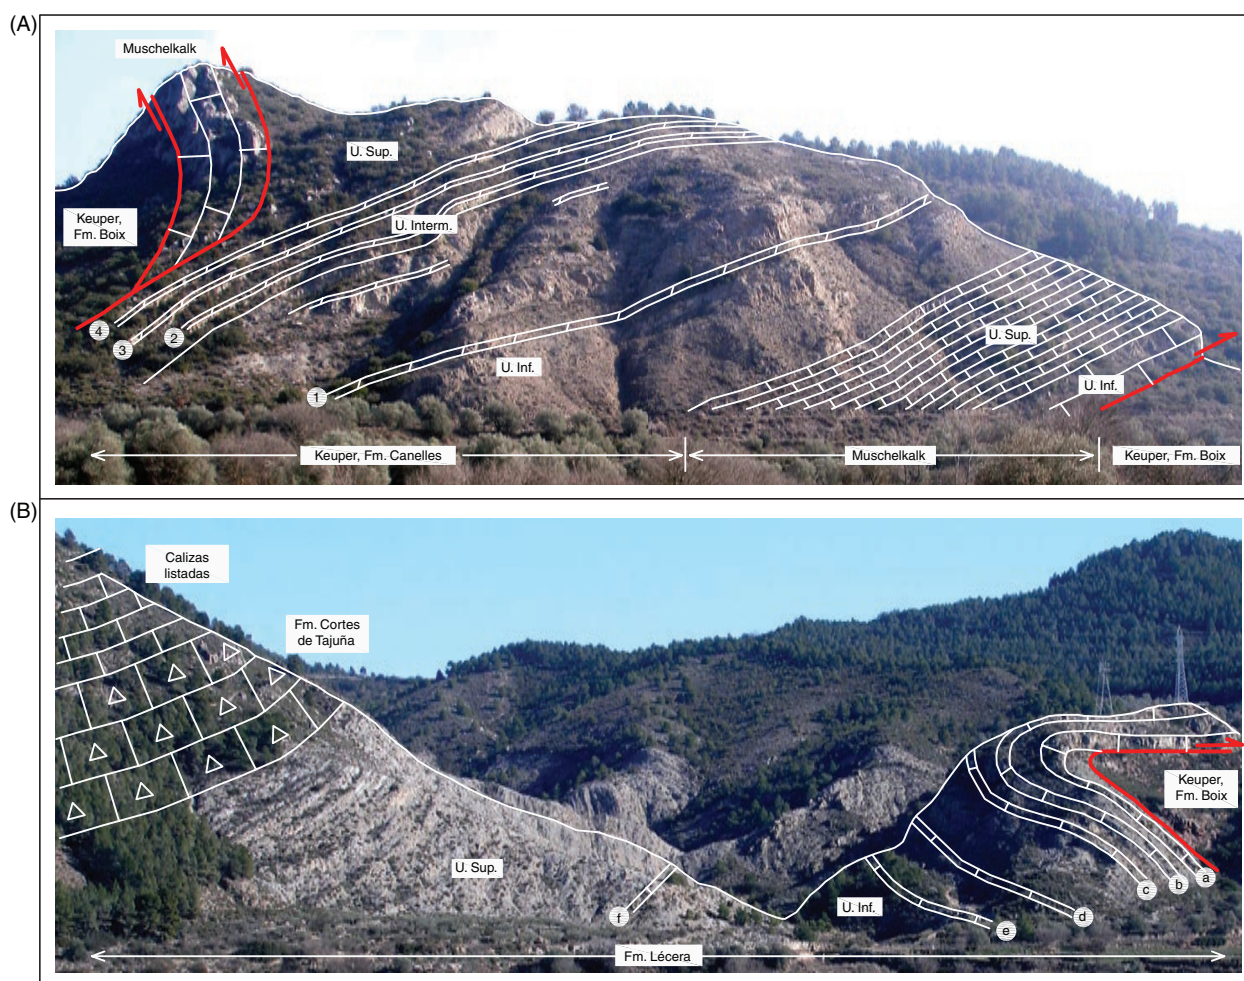 (A)
Muschelkalk
U. Sup.
Keuper,
Fm. Boix
U. Interm.
U. Sup.
4
3
2
U. Inf.
U. Inf.
1
Keuper, Fm. Canelles
Muschelkalk
Keuper, Fm. Boix
(B)
Calizas
listadas
Fm. Cortes
de Tajuña
Keuper,
Fm. Boix
U. Sup.
a
b
c
U. Inf.
f
d
e
Fm. Lécera